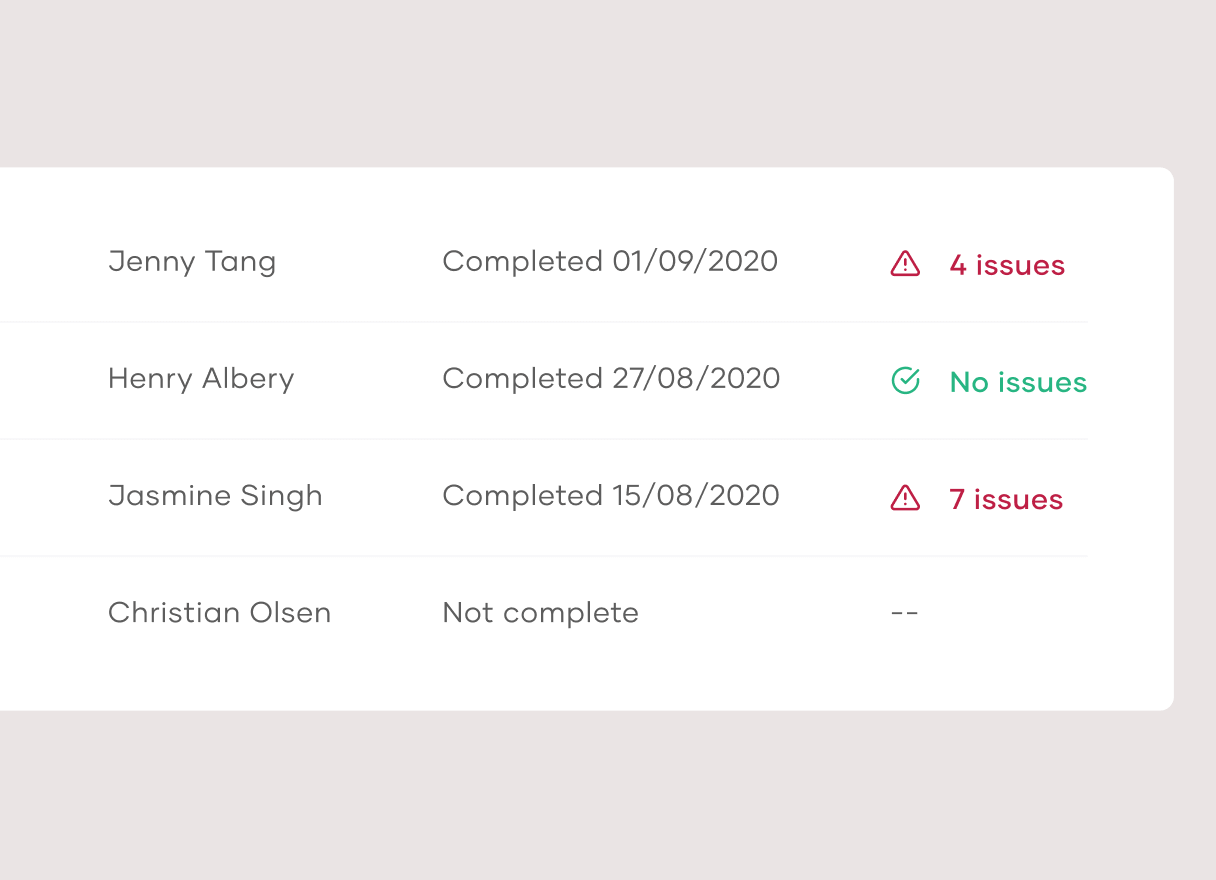 Jenny Tang Completed 01/09/2020 4 issues
Henry Albery Completed 27/08/2020 No issues
Jasmine Singh Completed 15/08/2020 7 issues
Christian Olsen Not complete --